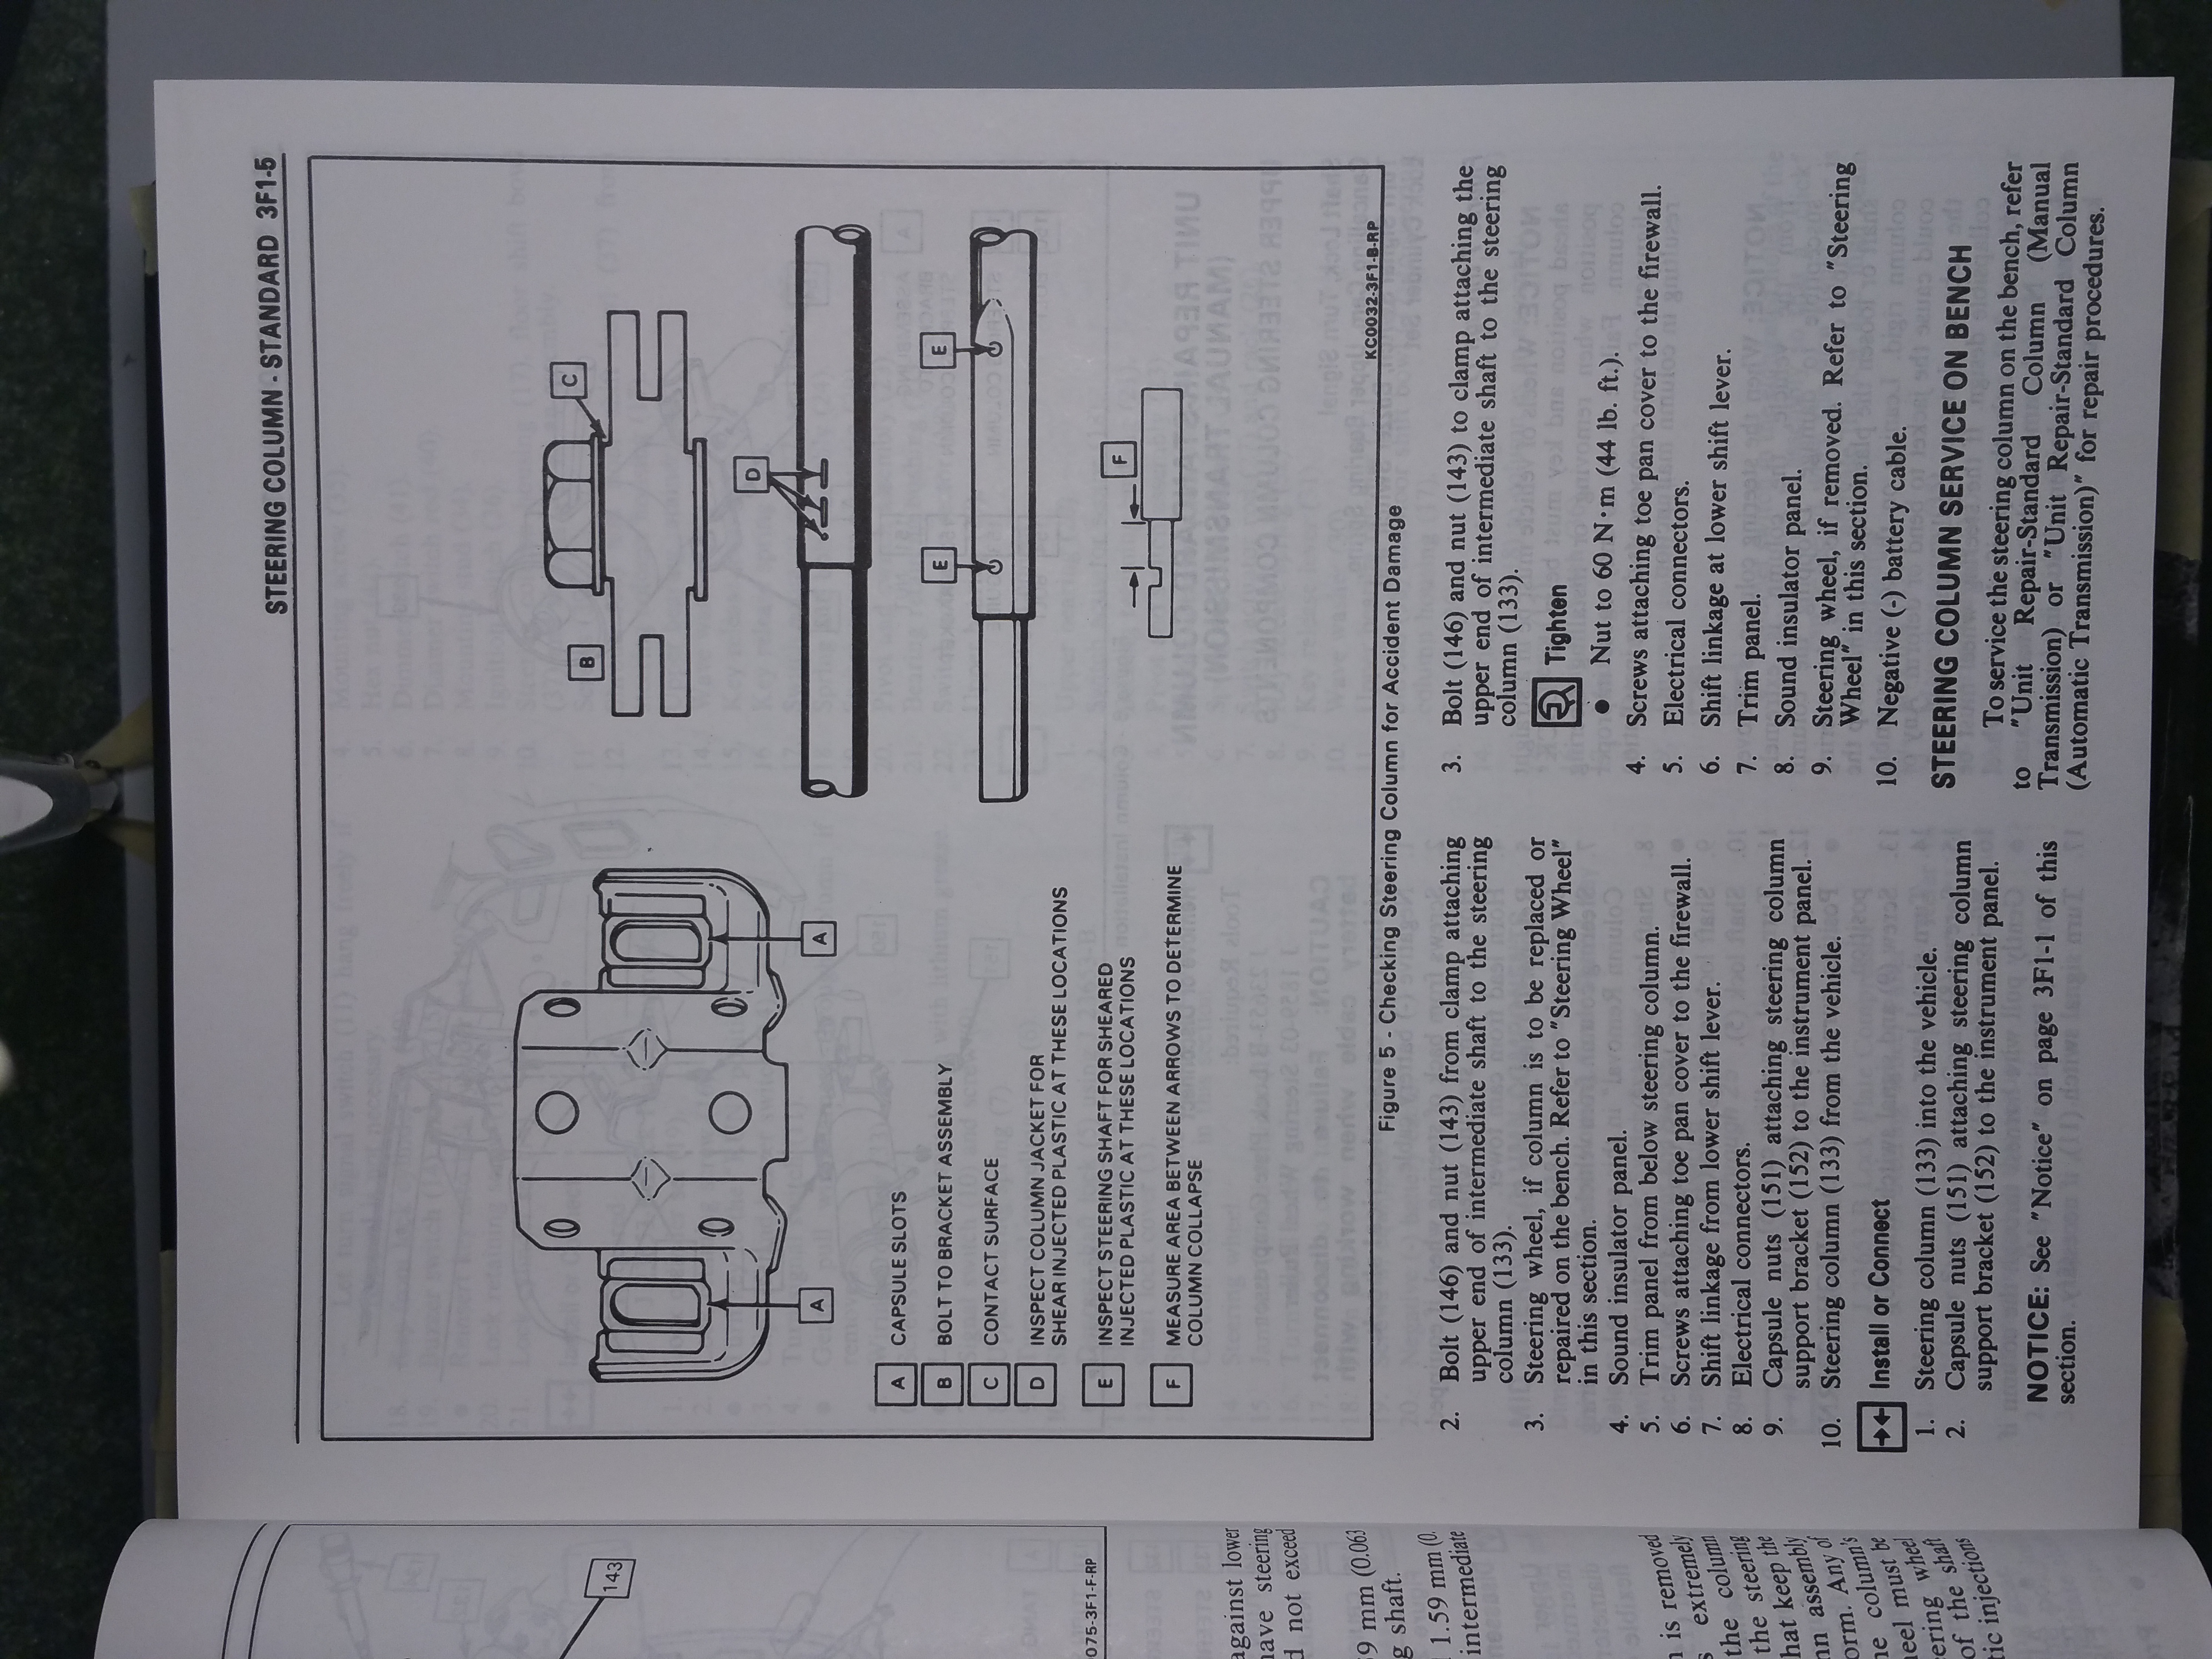 STEERING COLUMN - STANDARD 3F1-5
C
B
D
E
E
F
A
A
A CAPSULE SLOTS
B BOLT TO BRACKET ASSEMBLY
C CONTACT SURFACE
D INSPECT COLUMN JACKET FOR
SHEAR INJECTED PLASTIC AT THESE LOCATIONS
E INSPECT STEERING SHAFT FOR SHEARED
INJECTED PLASTIC AT THESE LOCATIONS
F MEASURE AREA BETWEEN ARROWS TO DETERMINE
COLUMN COLLAPSE
KC0032-3F1-B-RP
Figure 5 - Checking Steering Column for Accident Damage
2. Bolt (146) and nut (143) from clamp attaching
upper end of intermediate shaft to the steering
column (133).
3. Steering wheel, if column is to be replaced or
repaired on the bench. Refer to "Steering Wheel"
in this section.
4. Sound insulator panel.
5. Trim panel from below steering column.
6. Screws attaching toe pan cover to the firewall.
7. Shift linkage from lower shift lever.
8. Electrical connectors.
9. Capsule nuts (151) attaching steering column
support bracket (152) to the instrument panel.
10. Steering column (133) from the vehicle.
Install or Connect
1. Steering column (133) into the vehicle.
2. Capsule nuts (151) attaching steering column
support bracket (152) to the instrument panel.
NOTICE: See "Notice" on page 3F1-1 of this
section.
3. Bolt (146) and nut (143) to clamp attaching the
upper end of intermediate shaft to the steering
column (133).
Tighten
• Nut to 60 N·m (44 lb. ft.).
4. Screws attaching toe pan cover to the firewall.
5. Electrical connectors.
6. Shift linkage at lower shift lever.
7. Trim panel.
8. Sound insulator panel.
9. Steering wheel, if removed. Refer to "Steering
Wheel" in this section.
10. Negative (-) battery cable.
STEERING COLUMN SERVICE ON BENCH
To service the steering column on the bench, refer
to "Unit Repair-Standard Column (Manual
Transmission) or "Unit Repair-Standard Column
(Automatic Transmission)" for repair procedures.
143
075-3F1-F-RP
against lower
have steering
d not exceed
9 mm (0.063
g shaft.
1.59 mm (0.
intermediate
is removed
extremely
the column
the steering
that keep the
assembly
orm. Any of
column's
heel must be
ering wheel
ering shaft
of the shaft
tic injections